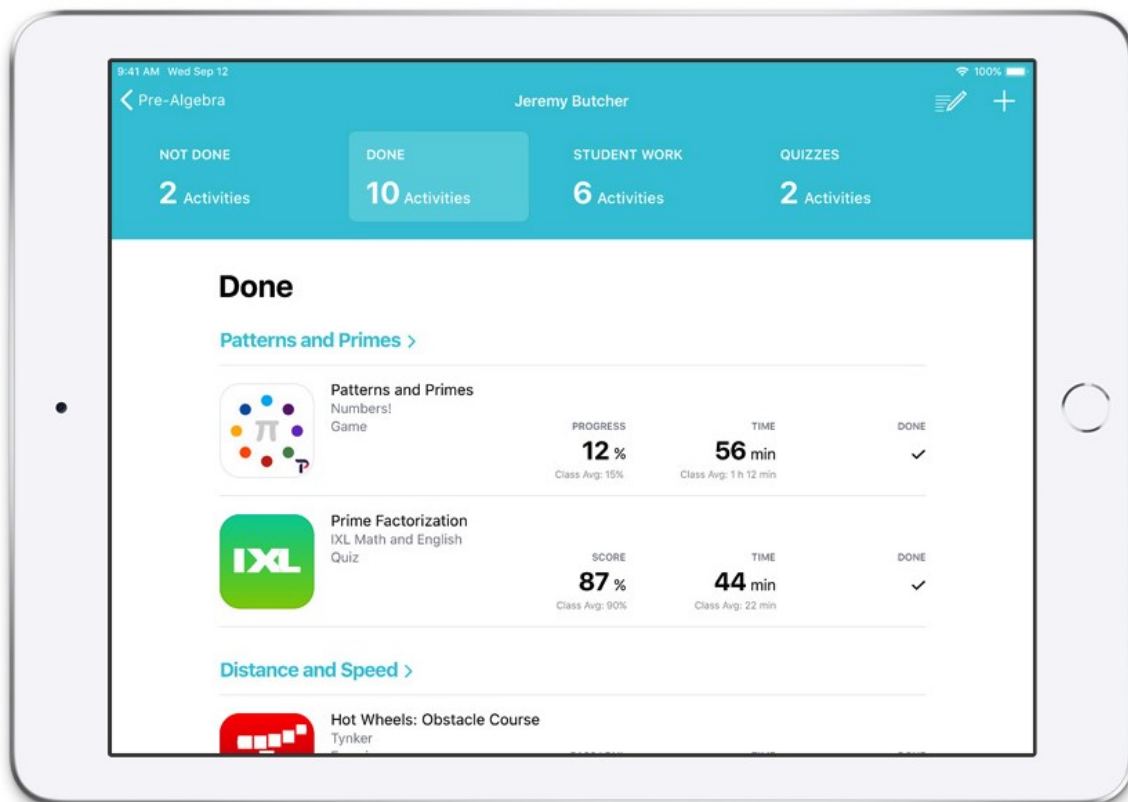 9:41 AM Wed Sep 12
100%
Pre-Algebra
Jeremy Butcher
NOT DONE
2 Activities
DONE
10 Activities
STUDENT WORK
6 Activities
QUIZZES
2 Activities
Done
Patterns and Primes >
π
Patterns and Primes
Numbers!
Game
PROGRESS
12 %
Class Avg: 15%
TIME
56 min
Class Avg: 1 h 12 min
DONE
IXL
Prime Factorization
IXL Math and English
Quiz
SCORE
87 %
Class Avg: 90%
TIME
44 min
Class Avg: 22 min
DONE
Distance and Speed >
Hot Wheels: Obstacle Course
Tynker